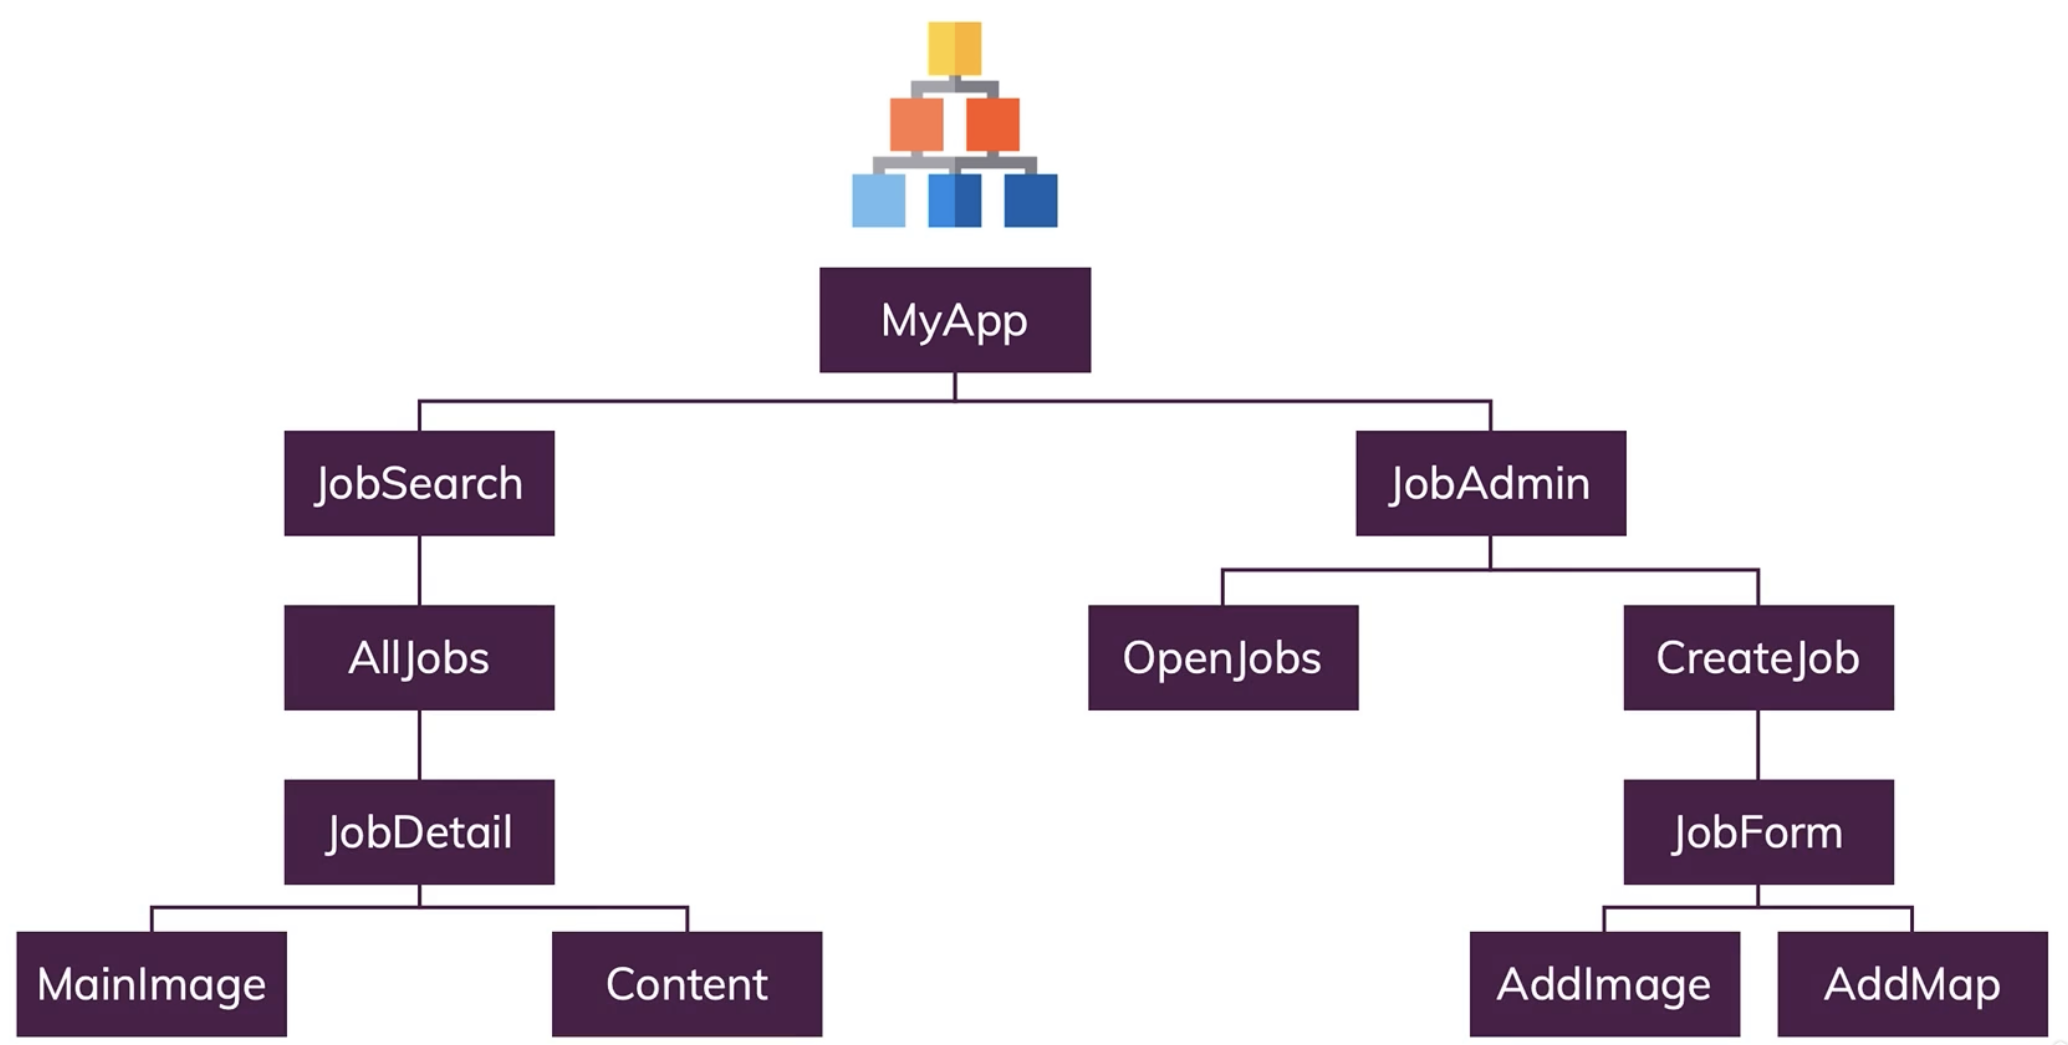 MyApp
JobSearch
JobAdmin
AllJobs
OpenJobs
CreateJob
JobDetail
JobForm
MainImage
Content
AddImage
AddMap